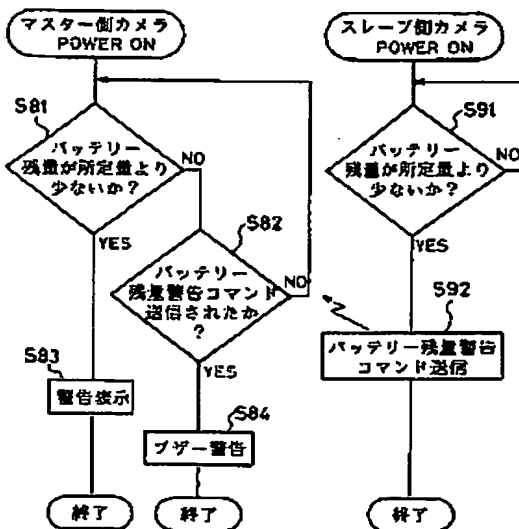 マスター側カメラ
POWER ON
S81
バッテリー
残量が所定量より
少ないか?
NO
YES
S82
バッテリー
残量警告コマンド
送信されたか
?
NO
YES
S83
警告表示
S84
ブザー警告
終了
終了
スレーブ側カメラ
POWER ON
S91
バッテリー
残量が所定量より
少ないか?
NO
YES
S92
バッテリー残量警告
コマンド送信
終了